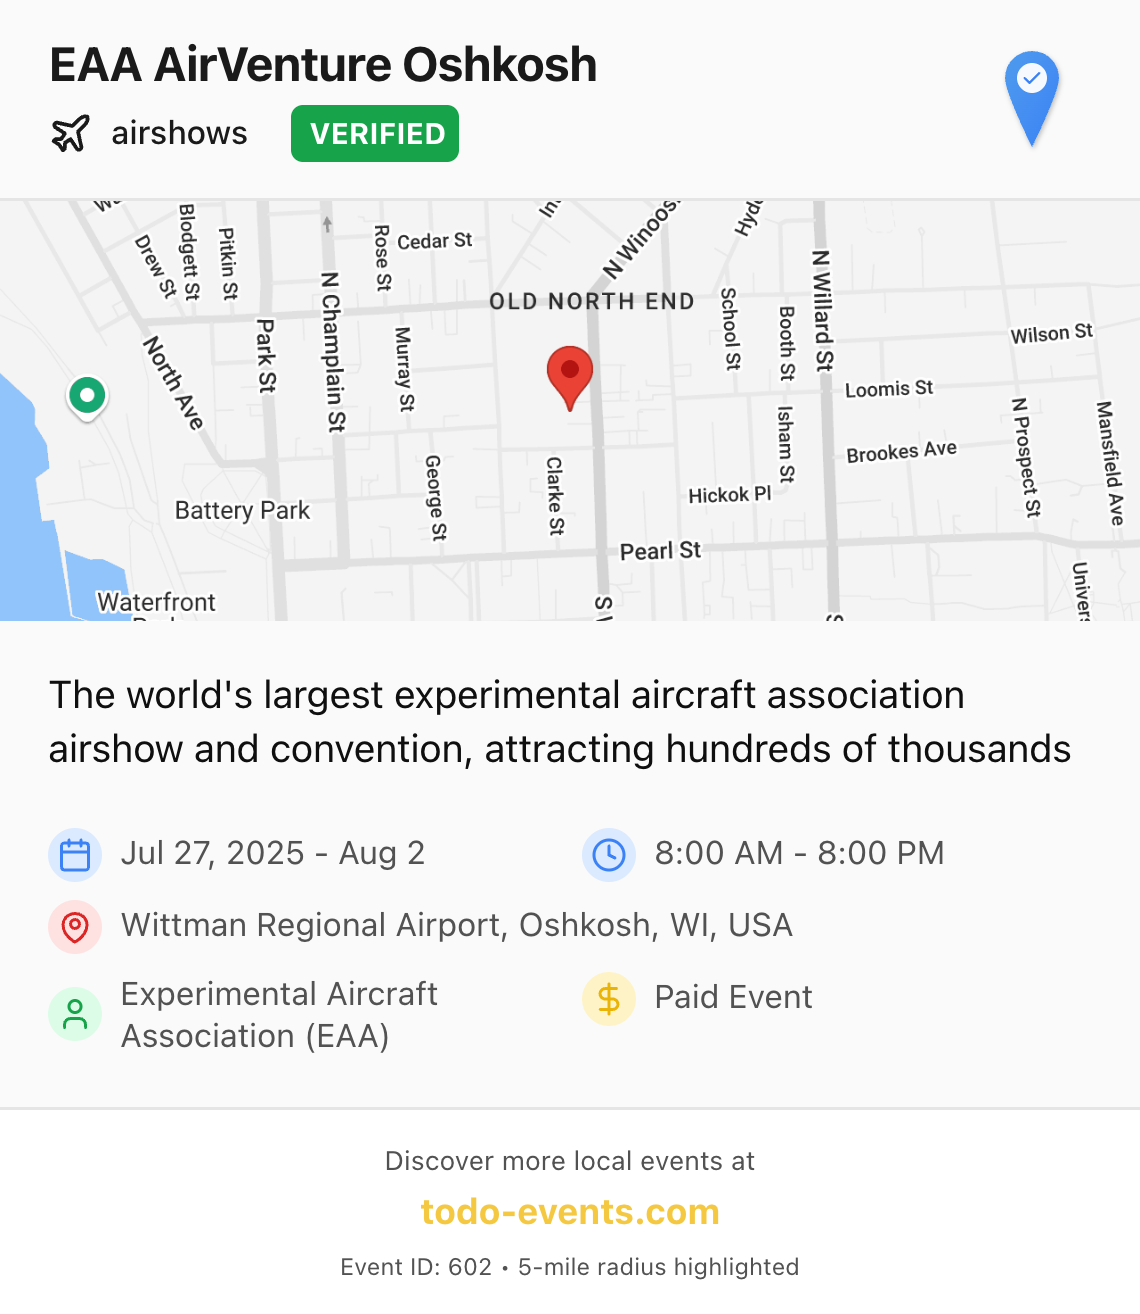 EAA AirVenture Oshkosh
airshows
VERIFIED
Blodgett St
Pitkin St
Drew St
Rose St
Cedar St
N Champlain St
OLD NORTH END
N Willard St
School St
Booth St
Wilson St
Park St
North Ave
Murray St
Loomis St
N Prospect St
Mansfield Ave
Isham St
Brookes Ave
George St
Clarke St
Hickok Pl
Battery Park
Pearl St
Waterfront
The world's largest experimental aircraft association
airshow and convention, attracting hundreds of thousands
Jul 27, 2025 - Aug 2
8:00 AM - 8:00 PM
Wittman Regional Airport, Oshkosh, WI, USA
Experimental Aircraft
Association (EAA)
Paid Event
Discover more local events at
todo-events.com
Event ID: 602 • 5-mile radius highlighted